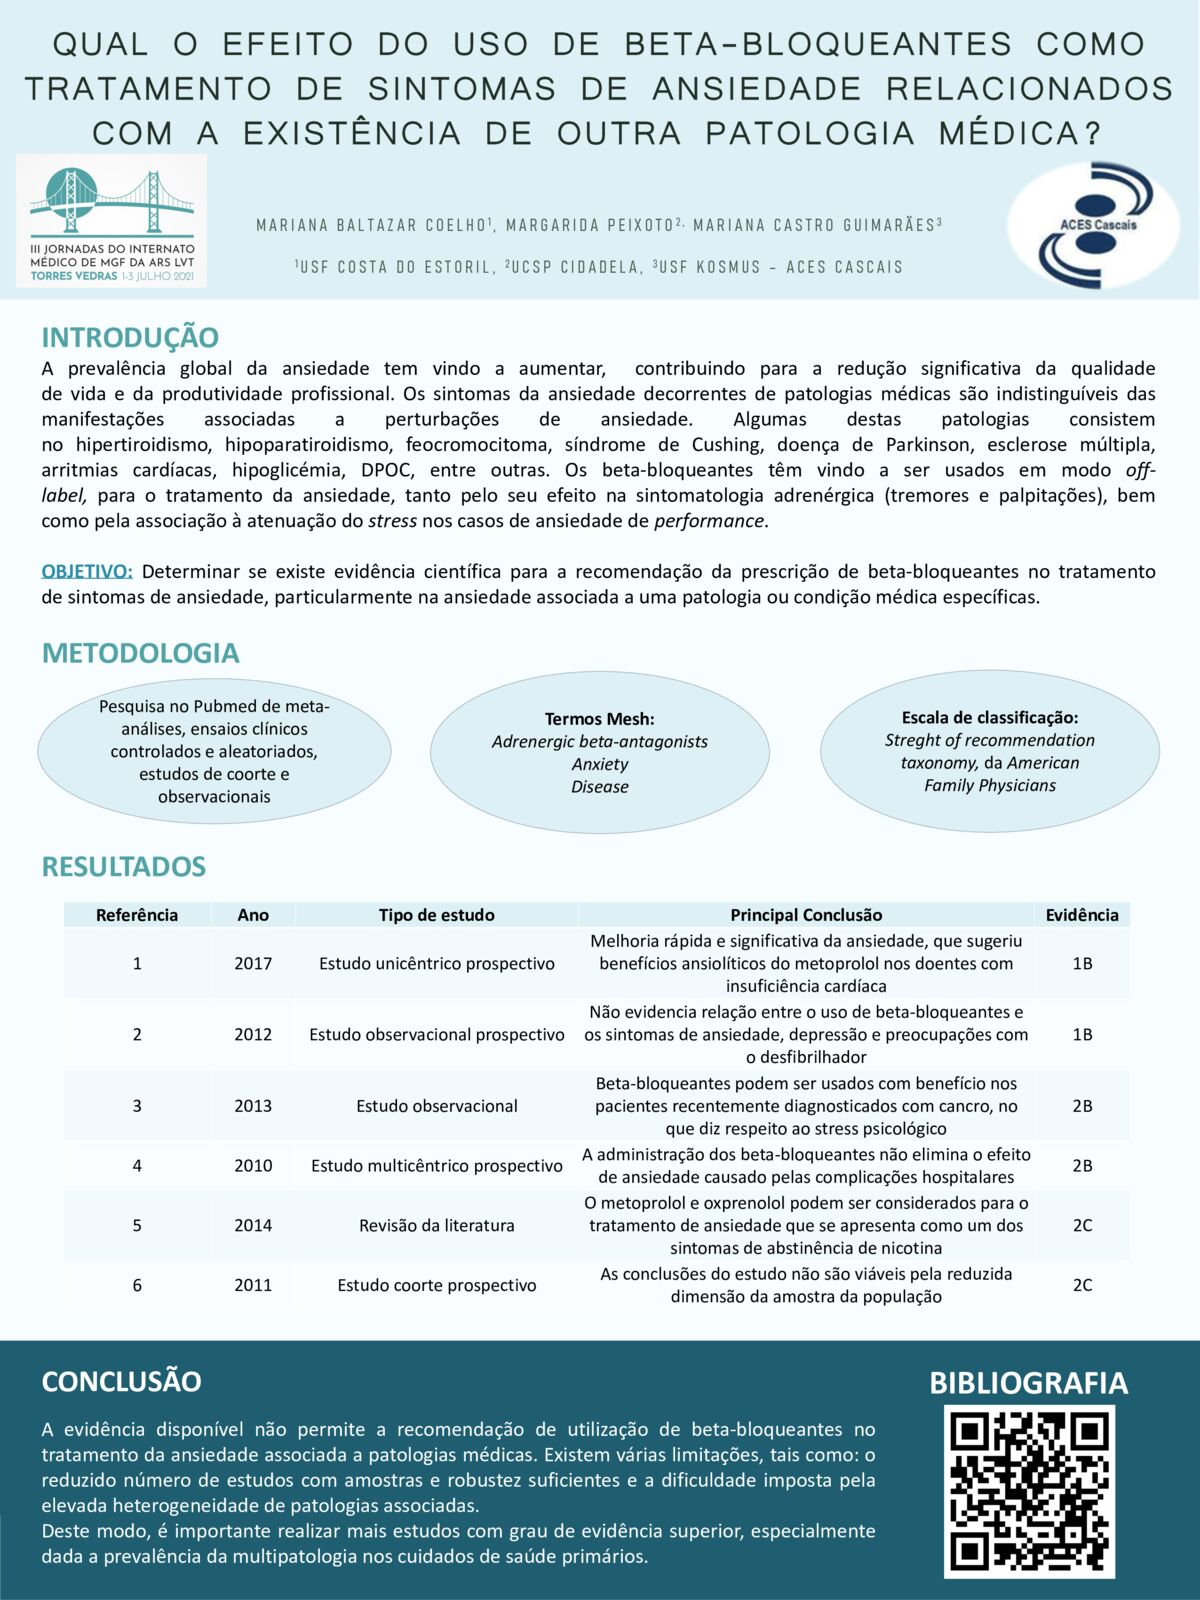 QUAL O EFEITO DO USO DE BETA-BLOQUEANTES COMO
TRATAMENTO DE SINTOMAS DE ANSIEDADE RELACIONADOS
COM A EXISTÊNCIA DE OUTRA PATOLOGIA MÉDICA?
III JORNADAS DO INTERNATO
MÉDICO DE MGF DA ARS LVT
TORRES VEDRAS 1-3 JULHO 2021
MARIANA BALTAZAR COELHO¹, MARGARIDA PEIXOTO²· MARIANA CASTRO GUIMARÃES³
¹USF COSTA DO ESTORIL, ²UCSP CIDADELA, ³USF KOSMUS – ACES CASCAIS
ACES Cascais
INTRODUÇÃO
A prevalência global da ansiedade tem vindo a aumentar, contribuindo para a redução significativa da qualidade
de vida e da produtividade profissional. Os sintomas da ansiedade decorrentes de patologias médicas são indistinguíveis das
manifestações associadas a perturbações de ansiedade. Algumas destas patologias consistem
no hipertiroidismo, hipoparatiroidismo, feocromocitoma, síndrome de Cushing, doença de Parkinson, esclerose múltipla,
arritmias cardíacas, hipoglicémia, DPOC, entre outras. Os beta-bloqueantes têm vindo a ser usados em modo off-
label, para o tratamento da ansiedade, tanto pelo seu efeito na sintomatologia adrenérgica (tremores e palpitações), bem
como pela associação à atenuação do stress nos casos de ansiedade de performance.
OBJETIVO: Determinar se existe evidência científica para a recomendação da prescrição de beta-bloqueantes no tratamento
de sintomas de ansiedade, particularmente na ansiedade associada a uma patologia ou condição médica específicas.
METODOLOGIA
Pesquisa no Pubmed de meta-
análises, ensaios clínicos
controlados e aleatoriados,
estudos de coorte e
observacionais
Termos Mesh:
Adrenergic beta-antagonists
Anxiety
Disease
Escala de classificação:
Streght of recommendation
taxonomy, da American
Family Physicians
RESULTADOS
Referência Ano Tipo de estudo Principal Conclusão Evidência
1 2017 Estudo unicêntrico prospectivo Melhoria rápida e significativa da ansiedade, que sugeriu
benefícios ansiolíticos do metoprolol nos doentes com
insuficiência cardíaca 1B
2 2012 Estudo observacional prospectivo Não evidencia relação entre o uso de beta-bloqueantes e
os sintomas de ansiedade, depressão e preocupações com
o desfibrilhador 1B
3 2013 Estudo observacional Beta-bloqueantes podem ser usados com benefício nos
pacientes recentemente diagnosticados com cancro, no
que diz respeito ao stress psicológico 2B
4 2010 Estudo multicêntrico prospectivo A administração dos beta-bloqueantes não elimina o efeito
de ansiedade causado pelas complicações hospitalares 2B
5 2014 Revisão da literatura O metoprolol e oxprenolol podem ser considerados para o
tratamento de ansiedade que se apresenta como um dos
sintomas de abstinência de nicotina 2C
6 2011 Estudo coorte prospectivo As conclusões do estudo não são viáveis pela reduzida
dimensão da amostra da população 2C
CONCLUSÃO
A evidência disponível não permite a recomendação de utilização de beta-bloqueantes no
tratamento da ansiedade associada a patologias médicas. Existem várias limitações, tais como: o
reduzido número de estudos com amostras e robustez suficientes e a dificuldade imposta pela
elevada heterogeneidade de patologias associadas.
Deste modo, é importante realizar mais estudos com grau de evidência superior, especialmente
dada a prevalência da multipatologia nos cuidados de saúde primários.
BIBLIOGRAFIA